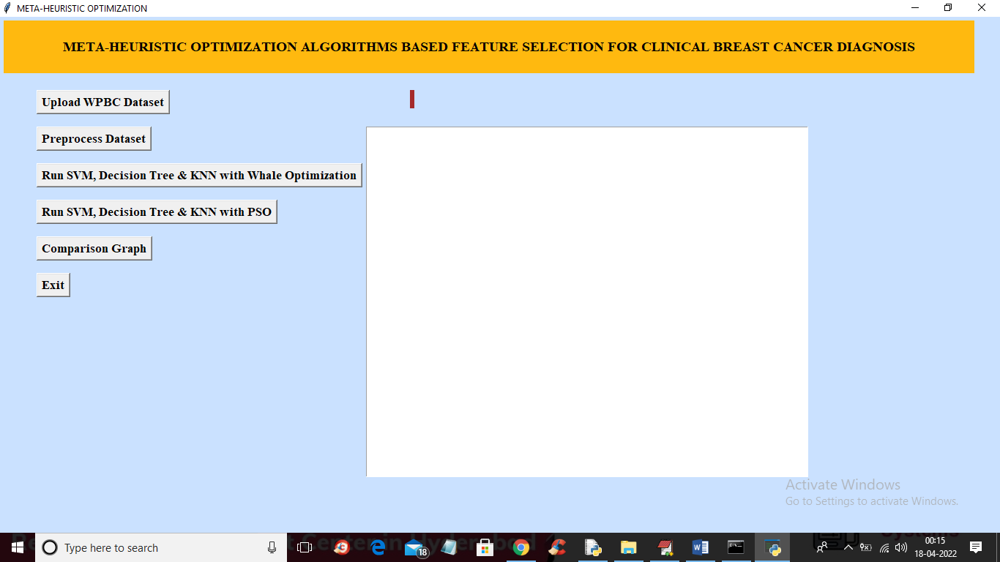 META-HEURISTIC OPTIMIZATION
META-HEURISTIC OPTIMIZATION ALGORITHMS BASED FEATURE SELECTION FOR CLINICAL BREAST CANCER DIAGNOSIS
Upload WPBC Dataset
Preprocess Dataset
Run SVM, Decision Tree & KNN with Whale Optimization
Run SVM, Decision Tree & KNN with PSO
Comparison Graph
Exit
Activate Windows
Go to Settings to activate Windows.
Type here to search
18
00:15
18-04-2022